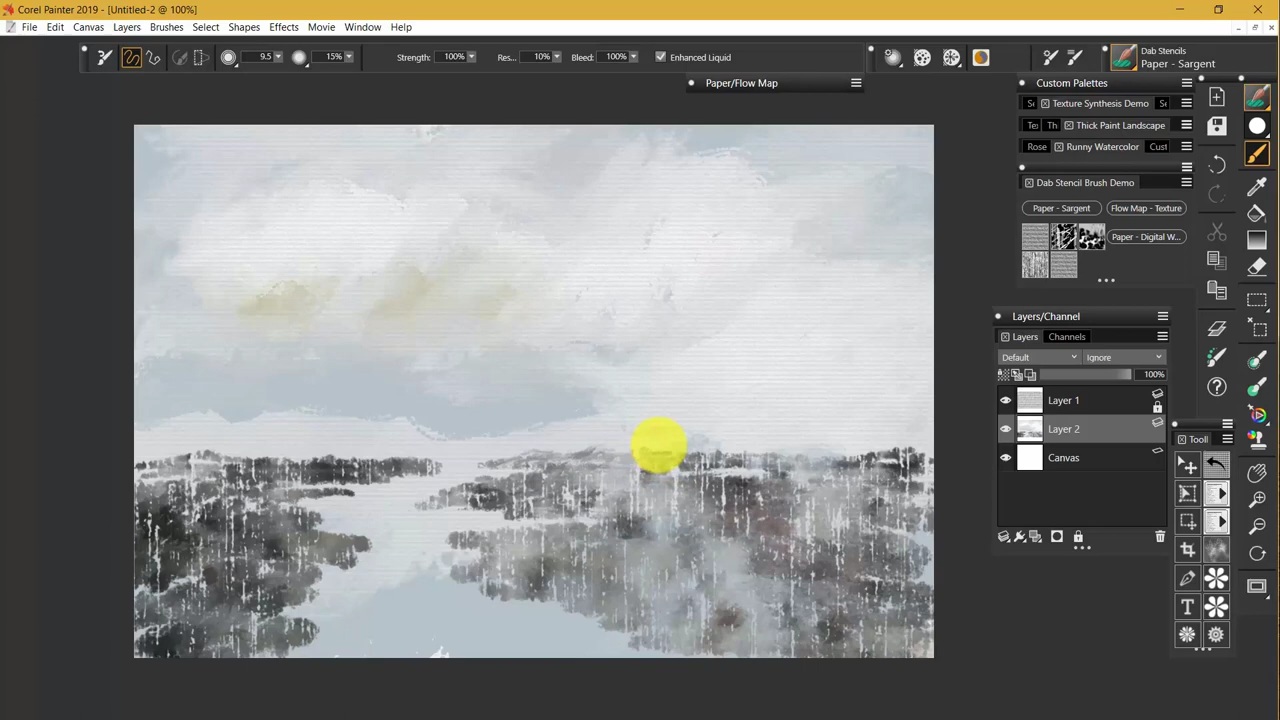 Corel Painter 2019 - [Untitled-2 @ 100%]
File Edit Canvas Layers Brushes Select Shapes Effects Movie Window Help
9.5 15% Strength: 100% Res... 10% Bleed: 100% Enhanced Liquid
Dab Stencils
Paper - Sargent
Paper/Flow Map
Custom Palettes
Texture Synthesis Demo
Th Thick Paint Landscape
Rose Runny Watercolor Cust
Dab Stencil Brush Demo
Paper - Sargent Flow Map - Texture
Paper - Digital W...
Layers/Channel
Layers Channels
Default Ignore
100%
Layer 1
Layer 2
Canvas
Tooll
T